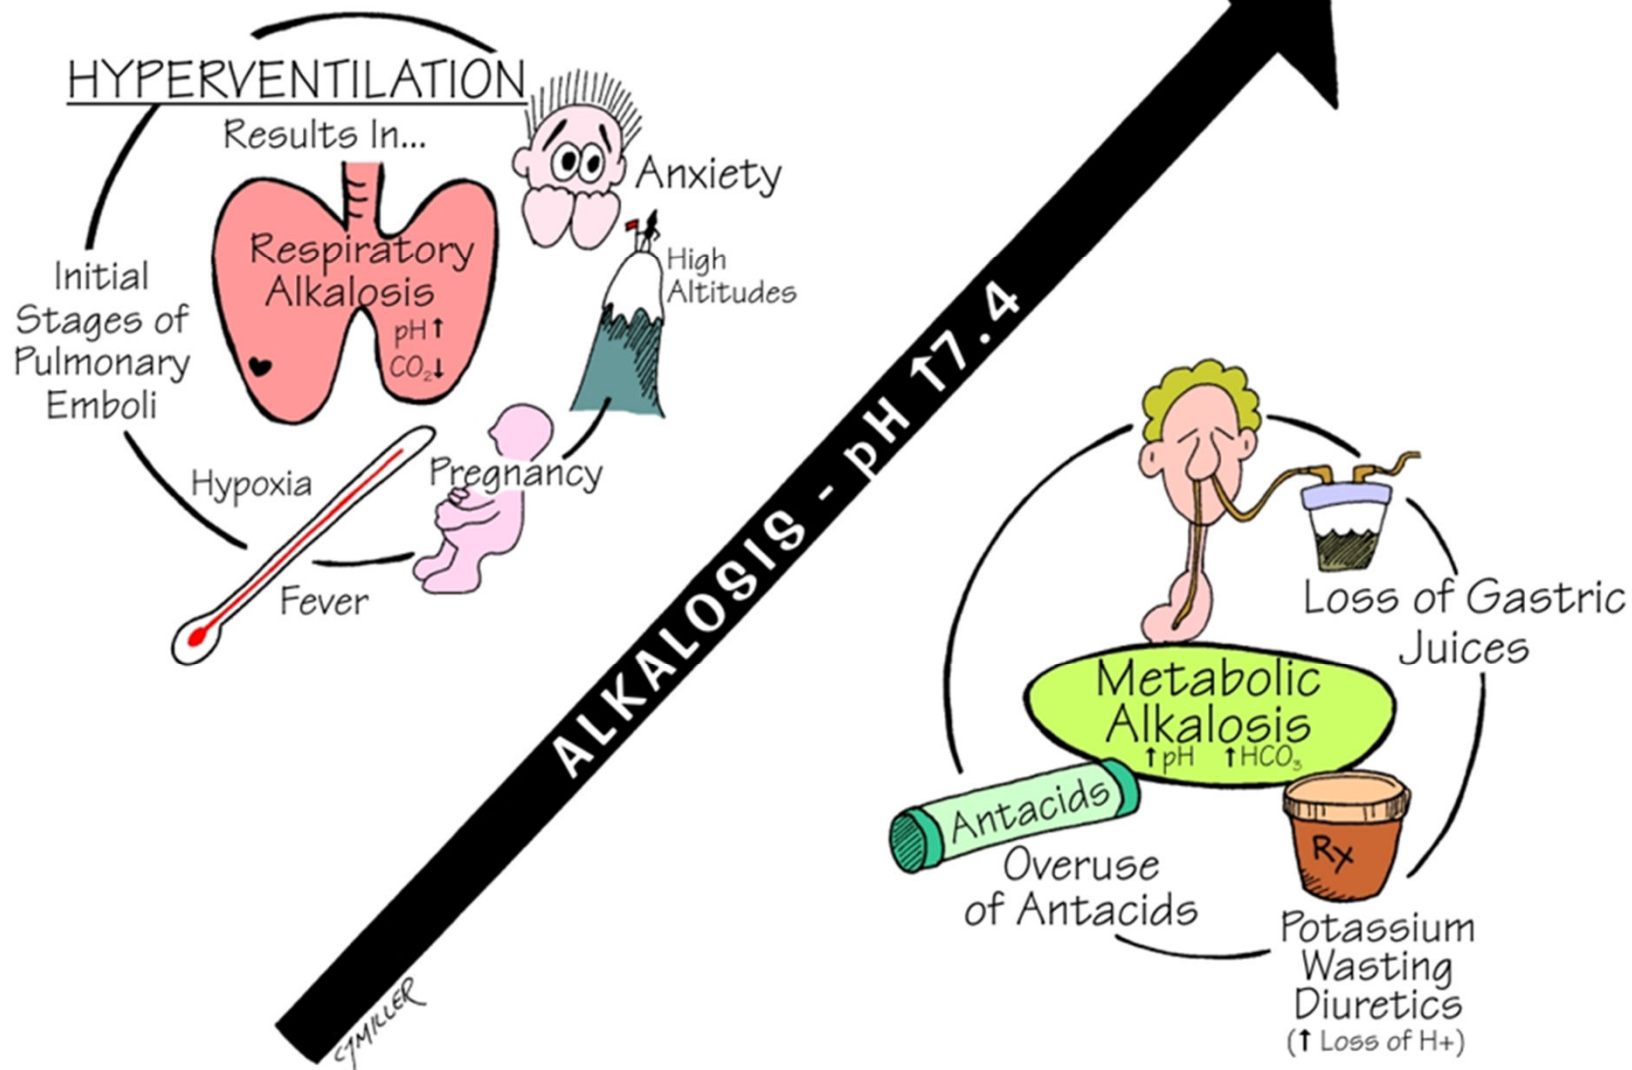 HYPERVENTILATION
Results In...
Anxiety
Respiratory
Alkalosis
pH↑
CO₂↓
High
Altitudes
Initial
Stages of
Pulmonary
Emboli
Hypoxia
Pregnancy
Fever
ALKALOSIS - pH ↑7.4
Loss of Gastric
Juices
Metabolic
Alkalosis
↑pH ↑HCO₃
Antacids
Overuse
of Antacids
Rx
Potassium
Wasting
Diuretics
(↑ Loss of H+)
CJMILLER